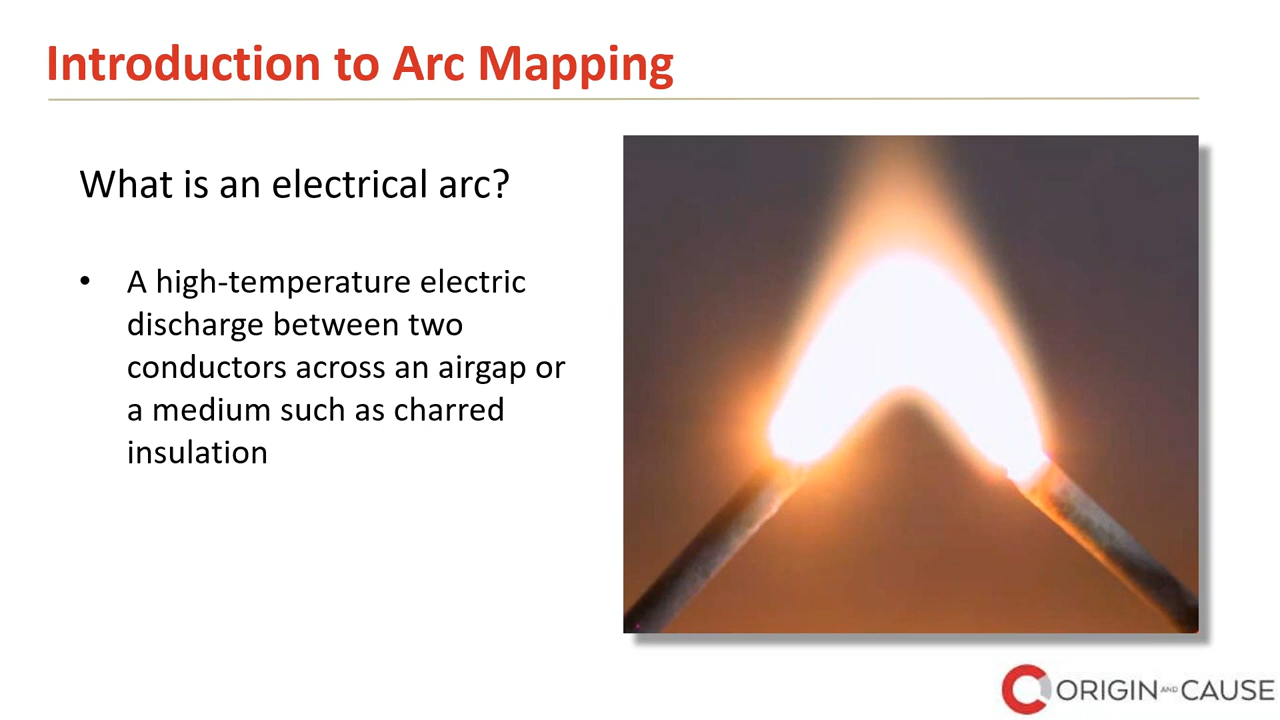 Introduction to Arc Mapping
What is an electrical arc?
• A high-temperature electric
discharge between two
conductors across an airgap or
a medium such as charred
insulation
ORIGIN AND CAUSE